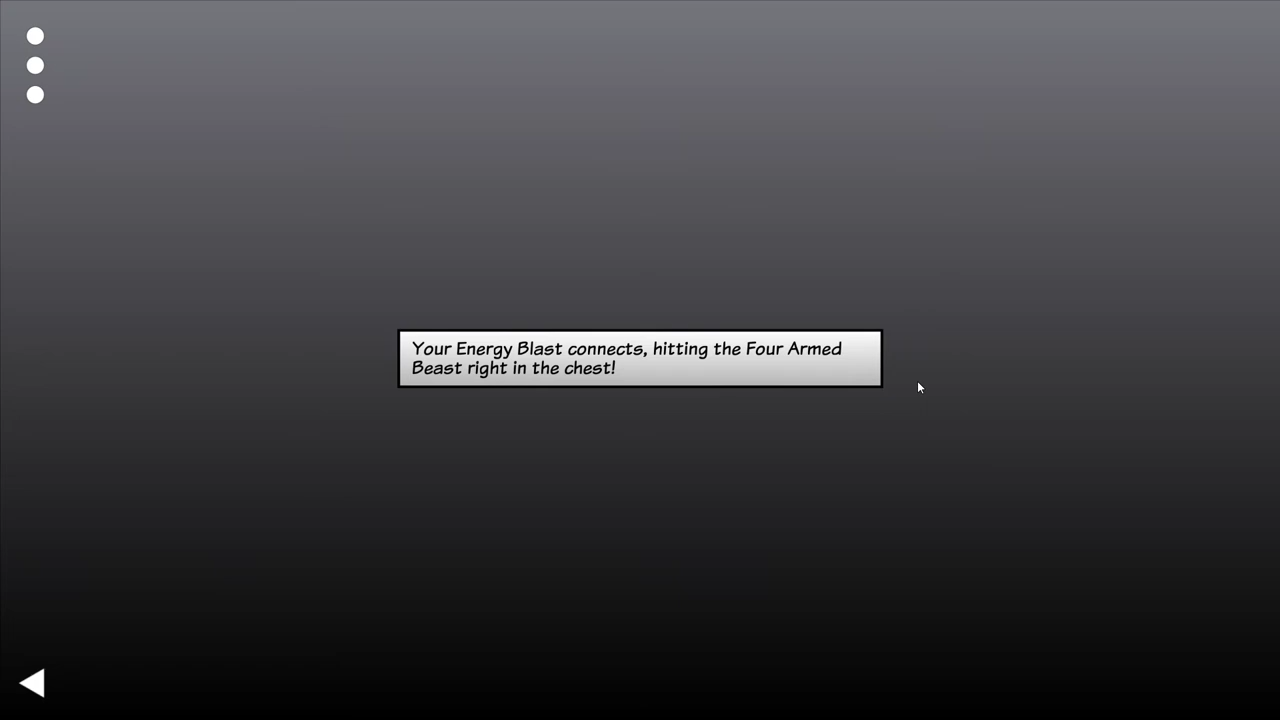 Your Energy Blast connects, hitting the Four Armed
Beast right in the chest!